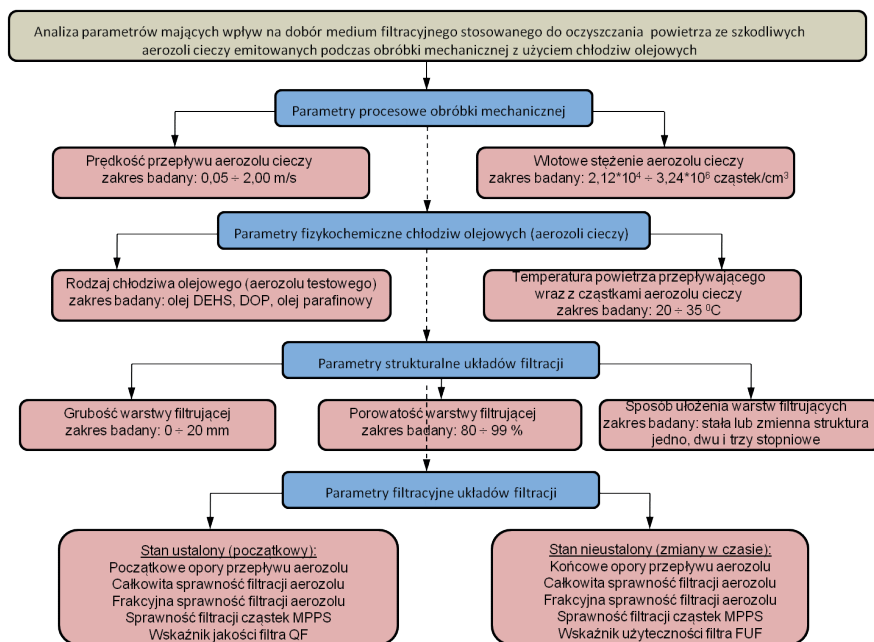 Analiza parametrów mających wpływ na dobór medium filtracyjnego stosowanego do oczyszczania powietrza ze szkodliwych
aerozoli cieczy emitowanych podczas obróbki mechanicznej z użyciem chłodziw olejowych
Parametry procesowe obróbki mechanicznej
Prędkość przepływu aerozolu cieczy
zakres badany: 0,05 ÷ 2,00 m/s
Wlotowe stężenie aerozolu cieczy
zakres badany: 2,12*10⁴ ÷ 3,24*10⁶ cząstek/cm³
Parametry fizykochemiczne chłodziw olejowych (aerozoli cieczy)
Rodzaj chłodziwa olejowego (aerozolu testowego)
zakres badany: olej DEHS, DOP, olej parafinowy
Temperatura powietrza przepływającego
wraz z cząstkami aerozolu cieczy
zakres badany: 20 ÷ 35 ⁰C
Parametry strukturalne układów filtracji
Grubość warstwy filtrującej
zakres badany: 0 ÷ 20 mm
Porowatość warstwy filtrującej
zakres badany: 80 ÷ 99 %
Sposób ułożenia warstw filtrujących
zakres badany: stała lub zmienna struktura
jedno, dwu i trzy stopniowe
Parametry filtracyjne układów filtracji
Stan ustalony (początkowy):
Początkowe opory przepływu aerozolu
Całkowita sprawność filtracji aerozolu
Frakcyjna sprawność filtracji aerozolu
Sprawność filtracji cząstek MPPS
Wskaźnik jakości filtra QF
Stan nieustalony (zmiany w czasie):
Końcowe opory przepływu aerozolu
Całkowita sprawność filtracji aerozolu
Frakcyjna sprawność filtracji aerozolu
Sprawność filtracji cząstek MPPS
Wskaźnik użyteczności filtra FUF